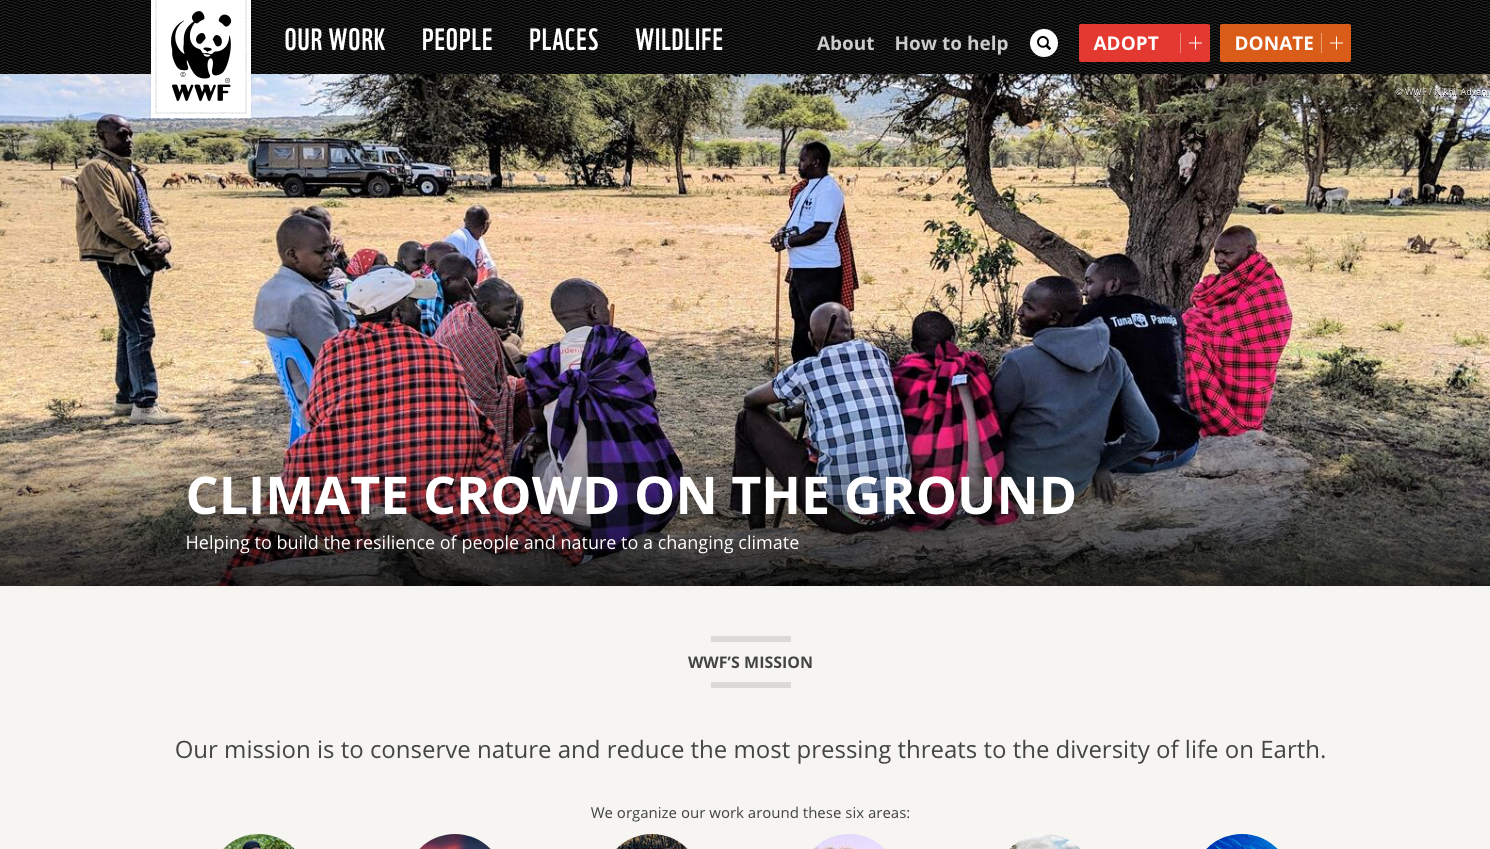 OUR WORK PEOPLE PLACES WILDLIFE About How to help ADOPT + DONATE +
WWF
© WWF /
Tuna Pamoja
CLIMATE CROWD ON THE GROUND
Helping to build the resilience of people and nature to a changing climate
WWF'S MISSION
Our mission is to conserve nature and reduce the most pressing threats to the diversity of life on Earth.
We organize our work around these six areas: